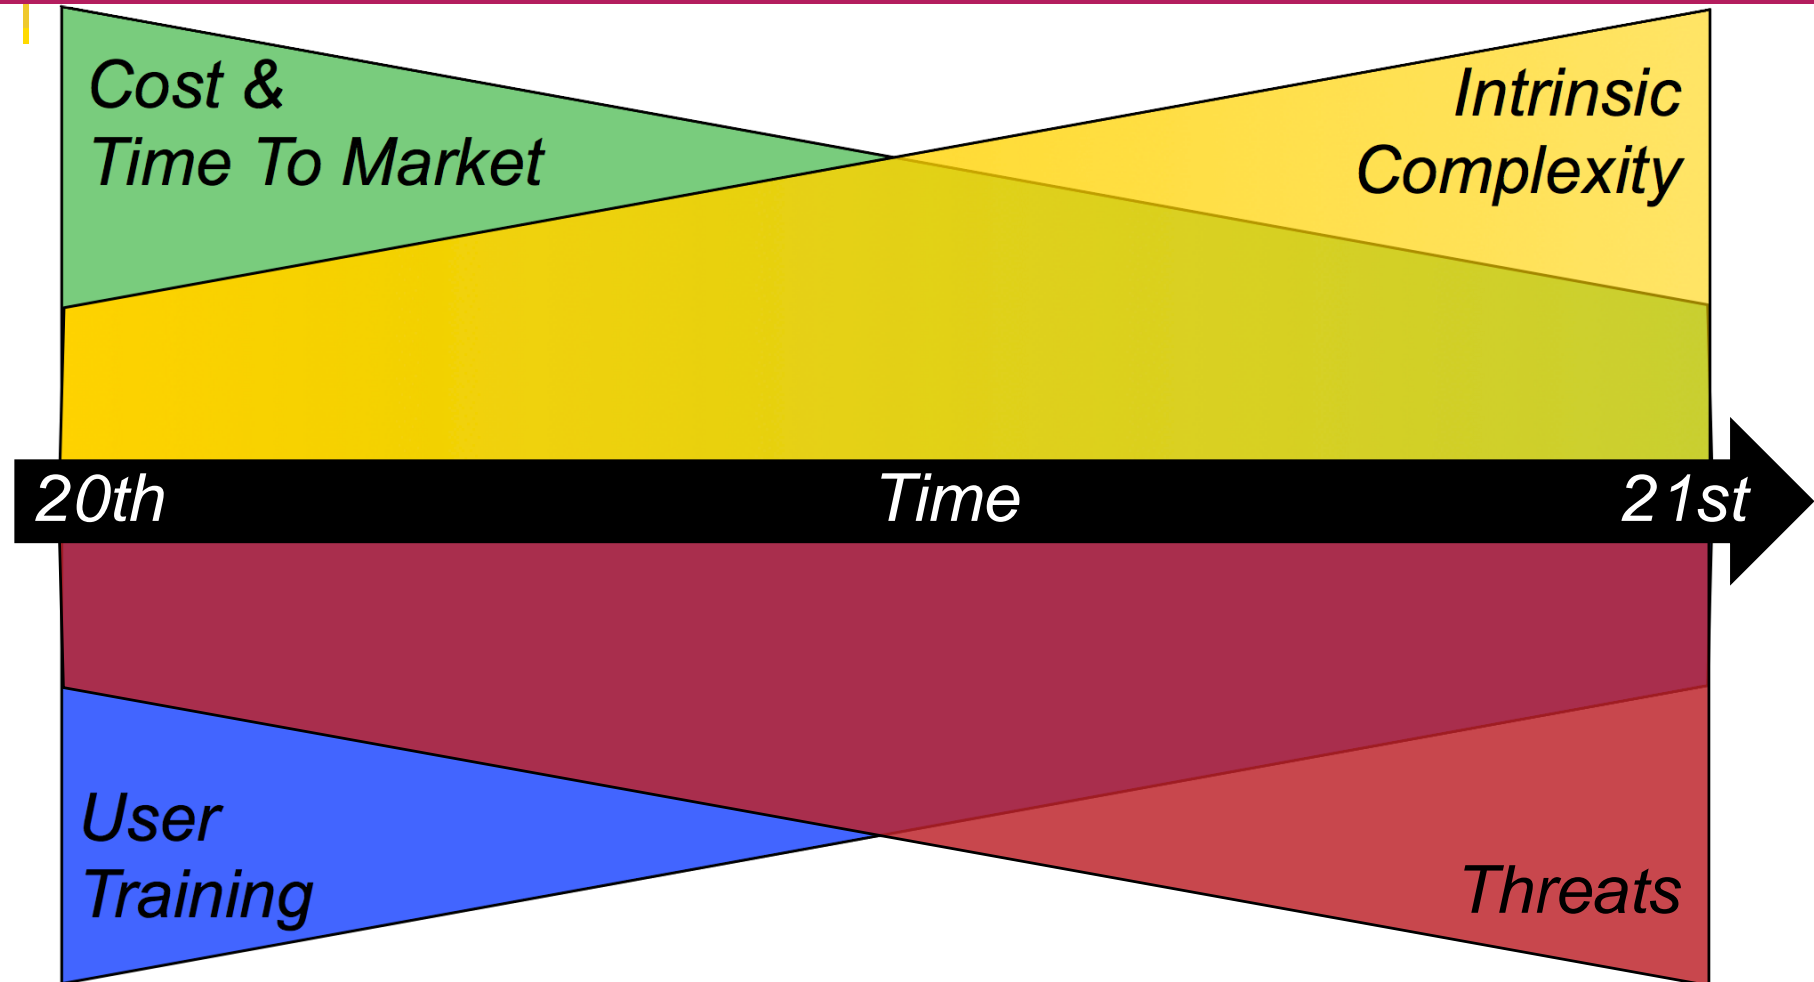 Cost &
Time To Market
Intrinsic
Complexity
20th
Time
21st
User
Training
Threats